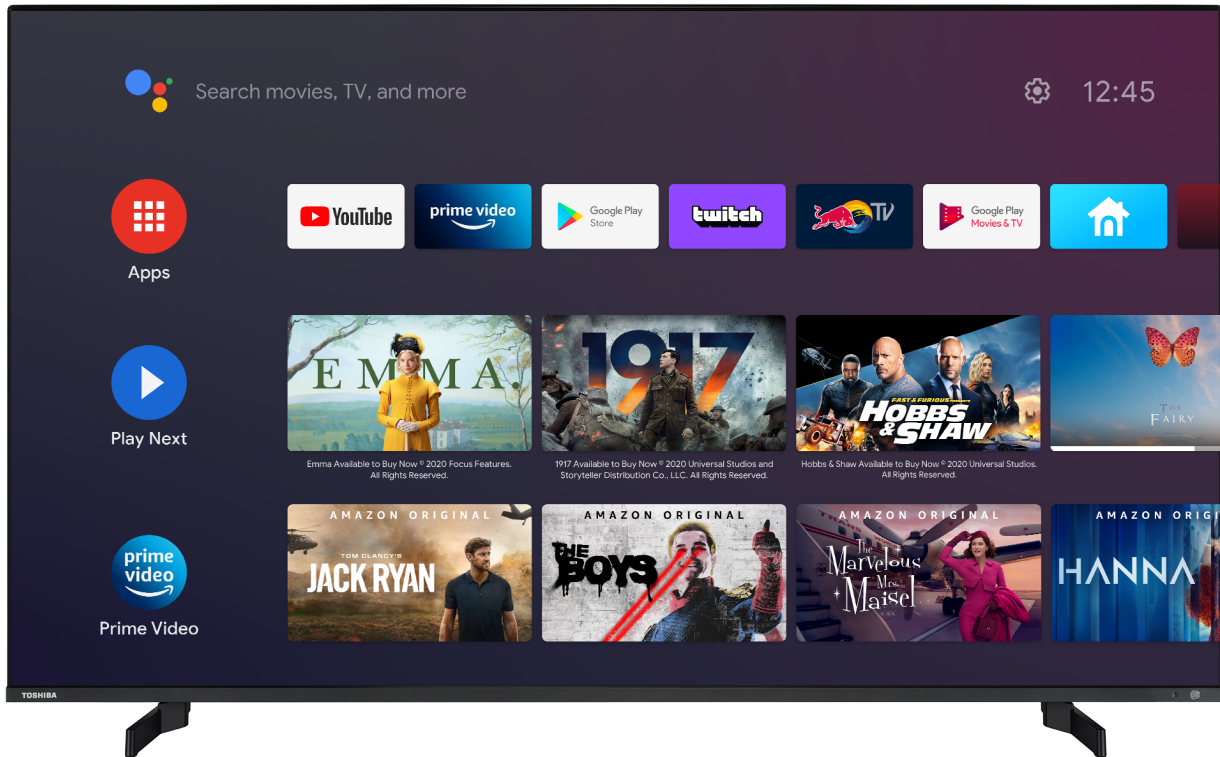 Search movies, TV, and more
12:45
YouTube
prime video
Google Play
Store
twitch
TV
Google Play
Movies & TV
Apps
EMMA.
1917
FAST & FURIOUS PRESENTS
HOBBS
& SHAW
THE
FAIRY
Play Next
Emma Available to Buy Now © 2020 Focus Features.
All Rights Reserved.
1917 Available to Buy Now © 2020 Universal Studios and
Storyteller Distribution Co., LLC. All Rights Reserved.
Hobbs & Shaw Available to Buy Now © 2020 Universal Studios.
All Rights Reserved.
AMAZON ORIGINAL
TOM CLANCY'S
JACK RYAN
AMAZON ORIGINAL
THE
BOYS
AMAZON ORIGINAL
The
Marvelous
Mrs.
Maisel
AMAZON ORIGI
HANNA
prime
video
Prime Video
TOSHIBA